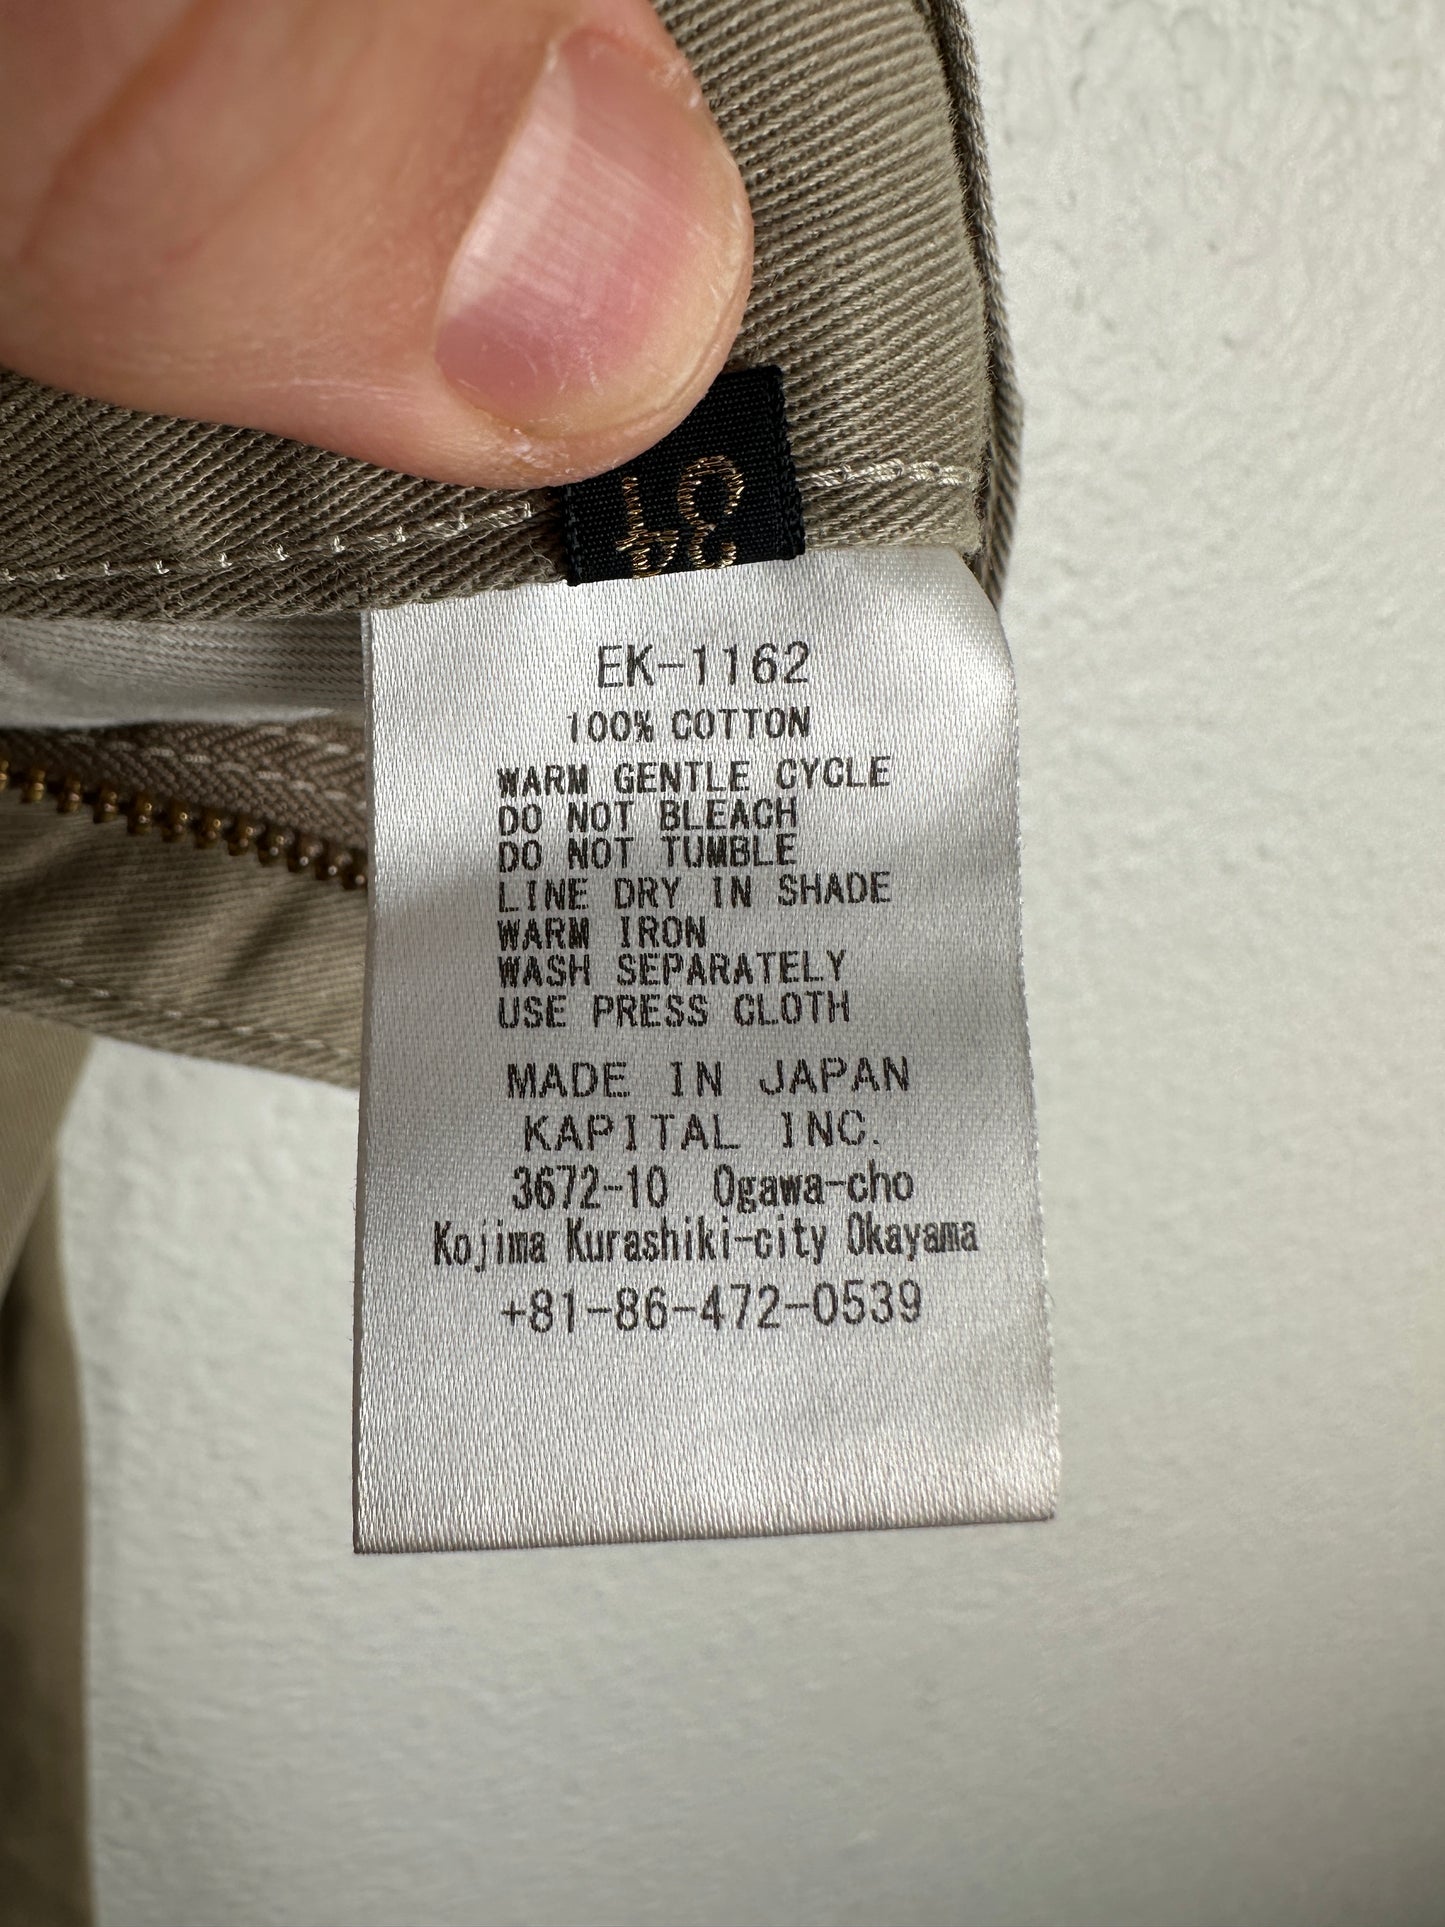 EK-1162
100% COTTON
WARM GENTLE CYCLE
DO NOT BLEACH
DO NOT TUMBLE
LINE DRY IN SHADE
WARM IRON
WASH SEPARATELY
USE PRESS CLOTH
MADE IN JAPAN
KAPITAL INC.
3672-10 Ogawa-cho
Kojima Kurashiki-city Okayama
+81-86-472-0539